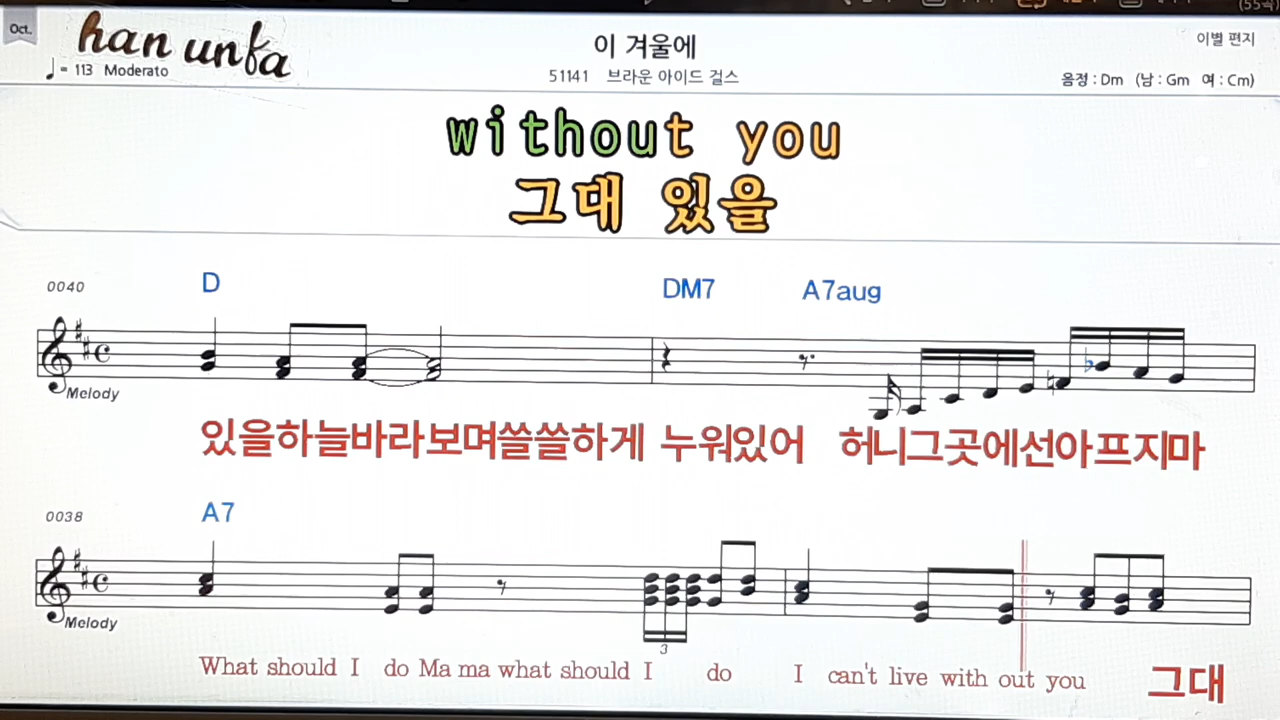 (55곡)
Oct.
han unfa
♩ = 113 Moderato
이 겨울에
51141 브라운 아이드 걸스
이별 편지
음정 : Dm (남 : Gm 여 : Cm)
without you
그대 있을
0040
D DM7 A7aug
Melody
있을하늘바라보며쓸쓸하게 누워있어 허니그곳에선아프지마
0038
A7
Melody
3
What should I do Ma ma what should I do I can't live with out you 그대